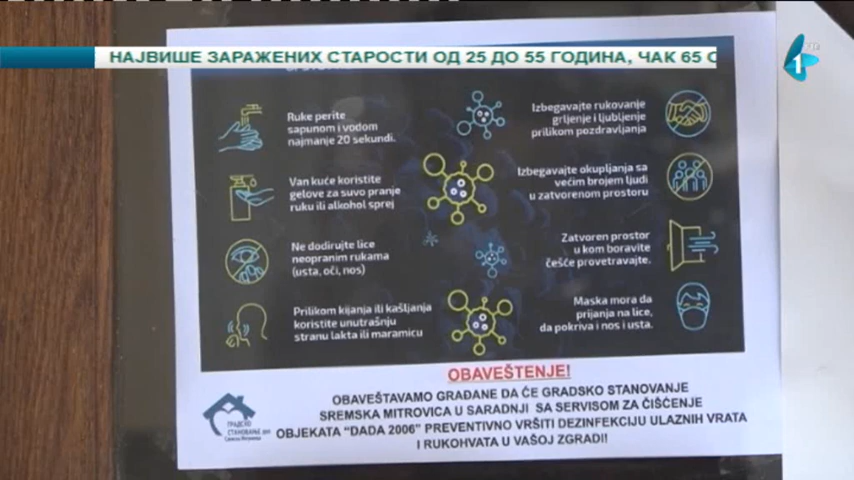 НАЈВИШЕ ЗАРАЖЕНИХ СТАРОСТИ ОД 25 ДО 55 ГОДИНА, ЧАК 65
1
Ruke perite
sapunom i vodom
najmanje 20 sekundi.
Van kuće koristite
gelove za suvo pranje
ruku ili alkohol sprej
Ne dodirujte lice
neopranim rukama
(usta, oči, nos)
Prilikom kijanja ili kašljanja
koristite unutrašnju
stranu lakta ili maramicu
Izbegavajte rukovanje
grljenje i ljubljenje
prilikom pozdravljanja
Izbegavajte okupljanja sa
većim brojem ljudi
u zatvorenom prostoru
Zatvoren prostor
u kom boravite
češće provetravajte.
Maska mora da
prijanja na lice,
da pokriva i nos i usta.
OBAVEŠTENJE!
OBAVEŠTAVAMO GRAĐANE DA ĆE GRADSKO STANOVANJE
SREMSKA MITROVICA U SARADNJI SA SERVISOM ZA ČIŠĆENJE
OBJEKATA "DADA 2006" PREVENTIVNO VRŠITI DEZINFEKCIJU ULAZNIH VRATA
I RUKOHVATA U VAŠOJ ZGRADI!
ГРАДСКО
СТАНОВАЊЕ